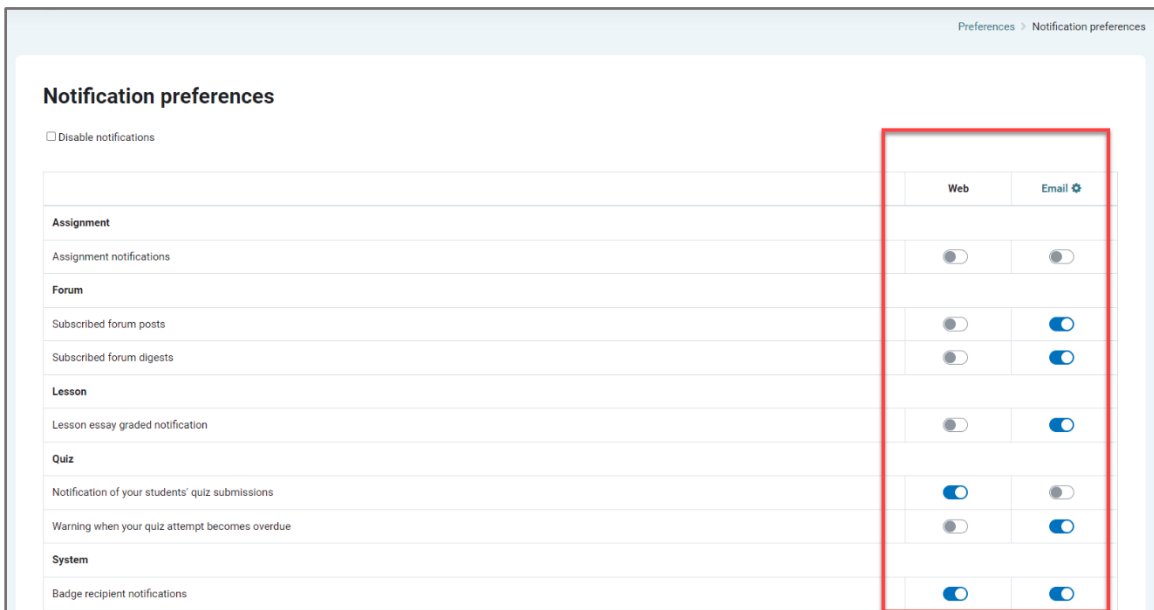 Preferences > Notification preferences
Notification preferences
Disable notifications
Web Email
Assignment
Assignment notifications
Forum
Subscribed forum posts
Subscribed forum digests
Lesson
Lesson essay graded notification
Quiz
Notification of your students' quiz submissions
Warning when your quiz attempt becomes overdue
System
Badge recipient notifications